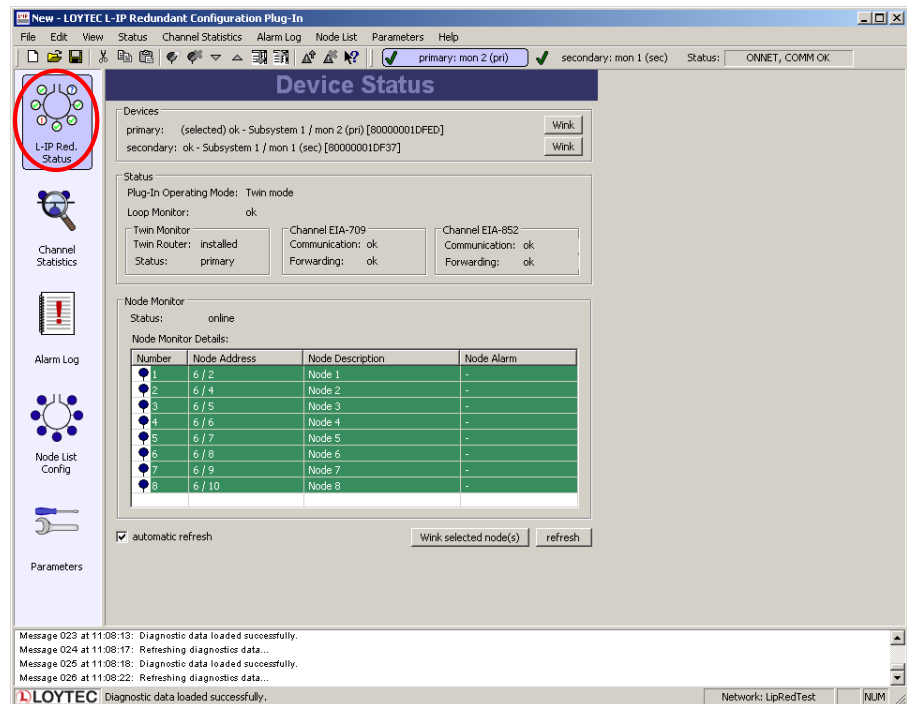 New - LOYTEC L-IP Redundant Configuration Plug-In
File Edit View Status Channel Statistics Alarm Log Node List Parameters Help
primary: mon 2 (pri) secondary: mon 1 (sec) Status: ONNET, COMM OK
L-IP Red. Status
Channel Statistics
Alarm Log
Node List Config
Parameters
Device Status
Devices
primary: (selected) ok - Subsystem 1 / mon 2 (pri) [80000001DFED] Wink
secondary: ok - Subsystem 1 / mon 1 (sec) [80000001DF37] Wink
Status
Plug-In Operating Mode: Twin mode
Loop Monitor: ok
Twin Monitor
Twin Router: installed
Status: primary
Channel EIA-709
Communication: ok
Forwarding: ok
Channel EIA-852
Communication: ok
Forwarding: ok
Node Monitor
Status: online
Node Monitor Details:
Number Node Address Node Description Node Alarm
1 6 / 2 Node 1 -
2 6 / 4 Node 2 -
3 6 / 5 Node 3 -
4 6 / 6 Node 4 -
5 6 / 7 Node 5 -
6 6 / 8 Node 6 -
7 6 / 9 Node 7 -
8 6 / 10 Node 8 -
automatic refresh Wink selected node(s) refresh
Message 023 at 11:08:13: Diagnostic data loaded successfully.
Message 024 at 11:08:17: Refreshing diagnostics data...
Message 025 at 11:08:18: Diagnostic data loaded successfully.
Message 026 at 11:08:22: Refreshing diagnostics data...
LOYTEC Diagnostic data loaded successfully. Network: LipRedTest NUM